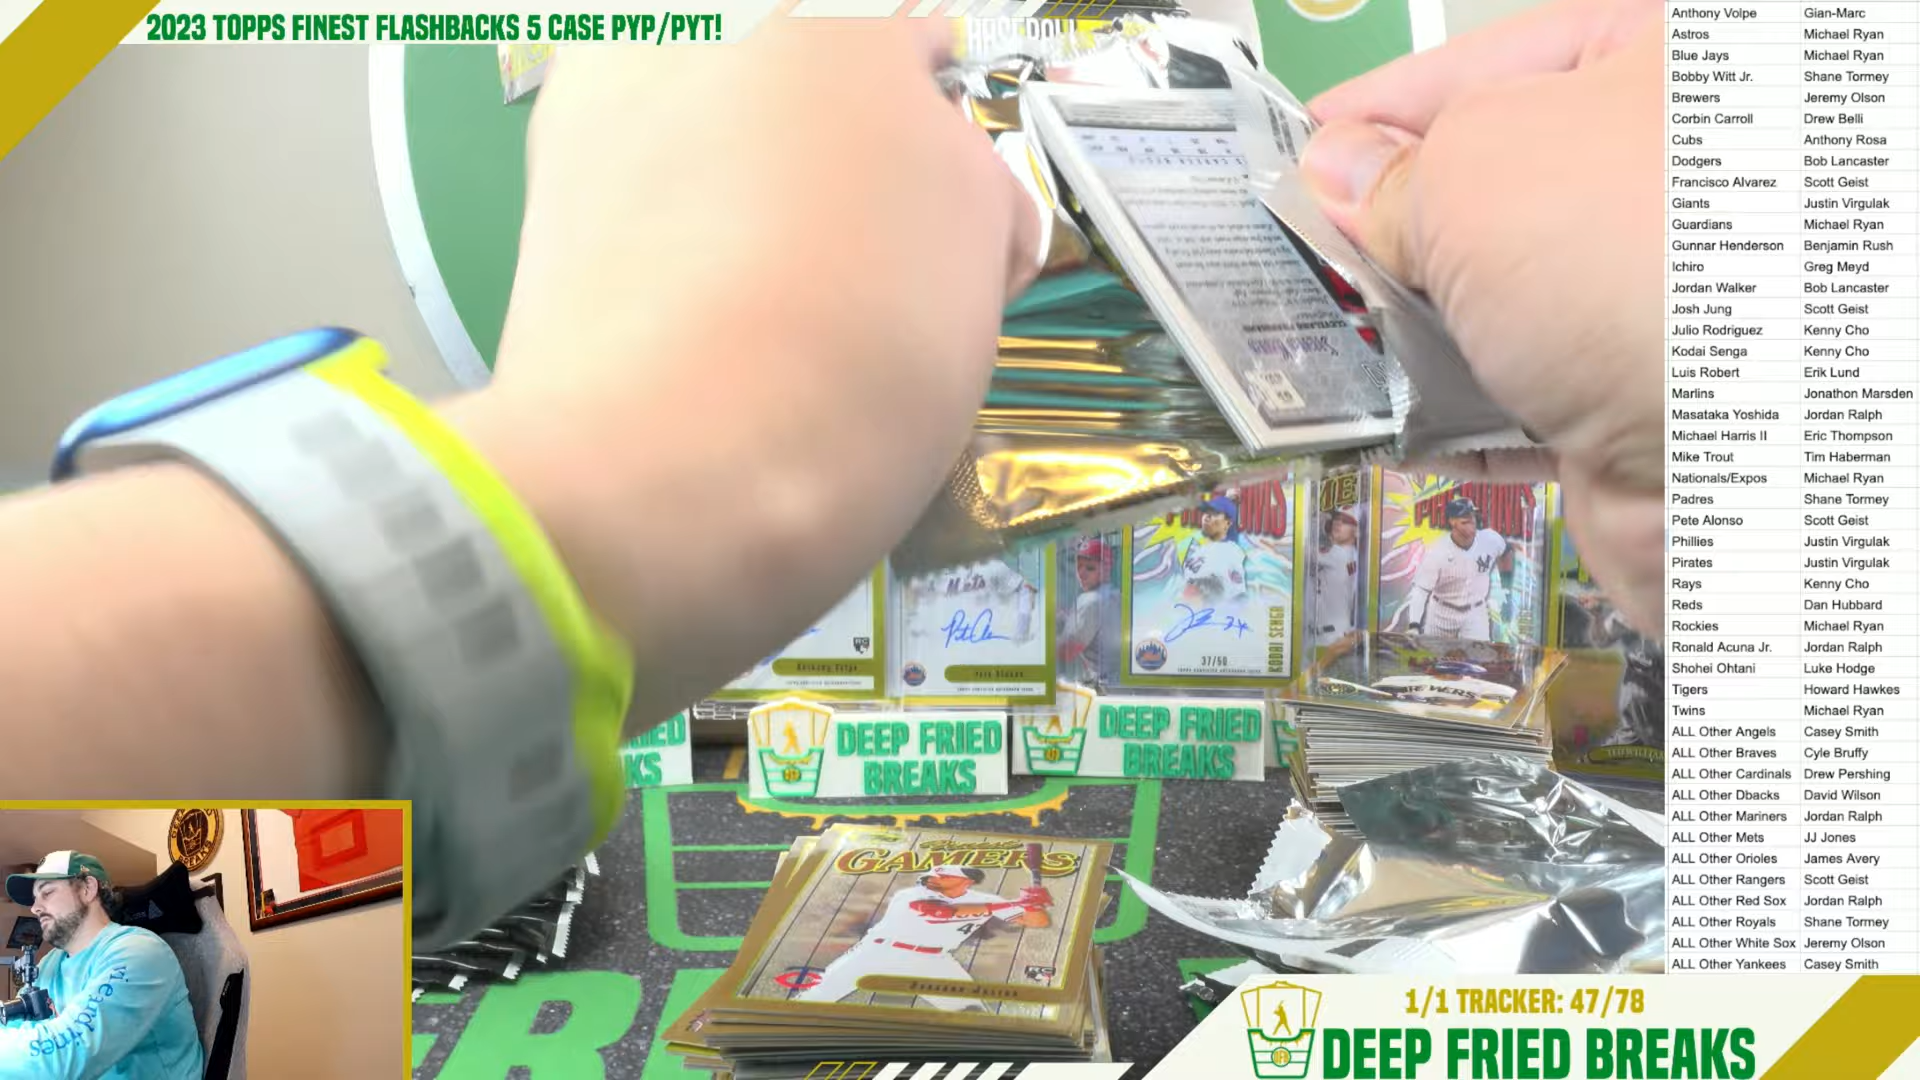 2023 TOPPS FINEST FLASHBACKS 5 CASE PYP/PYT!
BASEBALL
Anthony Volpe Gian-Marc
Astros Michael Ryan
Blue Jays Michael Ryan
Bobby Witt Jr. Shane Tormey
Brewers Jeremy Olson
Corbin Carroll Drew Belli
Cubs Anthony Rosa
Dodgers Bob Lancaster
Francisco Alvarez Scott Geist
Giants Justin Virgulak
Guardians Michael Ryan
Gunnar Henderson Benjamin Rush
Ichiro Greg Meyd
Jordan Walker Bob Lancaster
Josh Jung Scott Geist
Julio Rodriguez Kenny Cho
Kodai Senga Kenny Cho
Luis Robert Erik Lund
Marlins Jonathon Marsden
Masataka Yoshida Jordan Ralph
Michael Harris II Eric Thompson
Mike Trout Tim Haberman
Nationals/Expos Michael Ryan
Padres Shane Tormey
Pete Alonso Scott Geist
Phillies Justin Virgulak
Pirates Justin Virgulak
Rays Kenny Cho
Reds Dan Hubbard
Rockies Michael Ryan
Ronald Acuna Jr. Jordan Ralph
Shohei Ohtani Luke Hodge
Tigers Howard Hawkes
Twins Michael Ryan
ALL Other Angels Casey Smith
ALL Other Braves Cyle Bruffy
ALL Other Cardinals Drew Pershing
ALL Other Dbacks David Wilson
ALL Other Mariners Jordan Ralph
ALL Other Mets JJ Jones
ALL Other Orioles James Avery
ALL Other Rangers Scott Geist
ALL Other Red Sox Jordan Ralph
ALL Other Royals Shane Tormey
ALL Other White Sox Jeremy Olson
ALL Other Yankees Casey Smith
Mets
37/50
KODAI SENGA
Anthony Volpe
Pete Alonso
DEEP FRIED
BREAKS
DEEP FRIED
BREAKS
Finest
GAMERS
RC
1/1 TRACKER: 47/78
DEEP FRIED BREAKS